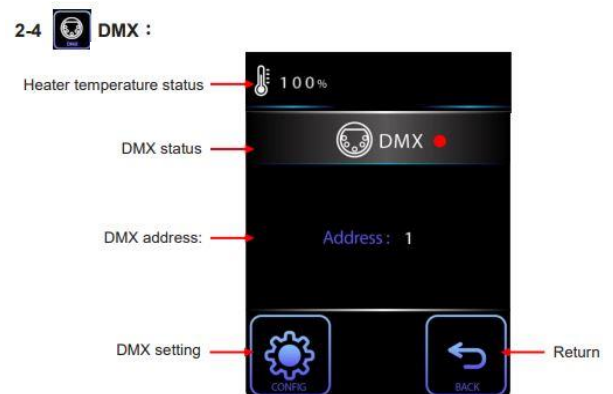 2-4 DMX DMX：
Heater temperature status
100%
DMX status
DMX
DMX address:
Address: 1
DMX setting
CONFIG
BACK
Return